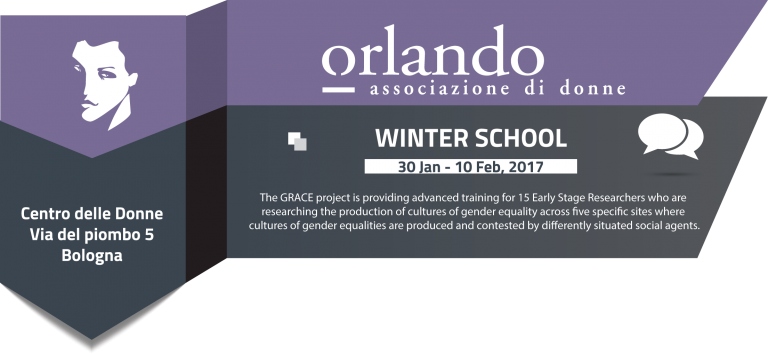 orlando
associazione di donne
WINTER SCHOOL
30 Jan - 10 Feb, 2017
The GRACE project is providing advanced training for 15 Early Stage Researchers who are
researching the production of cultures of gender equality across five specific sites where
cultures of gender equalities are produced and contested by differently situated social agents.
Centro delle Donne
Via del piombo 5
Bologna